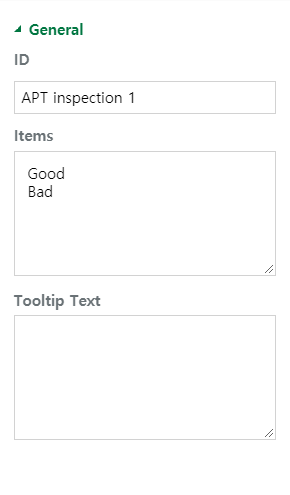 General
ID
APT inspection 1
Items
Good
Bad
Tooltip Text